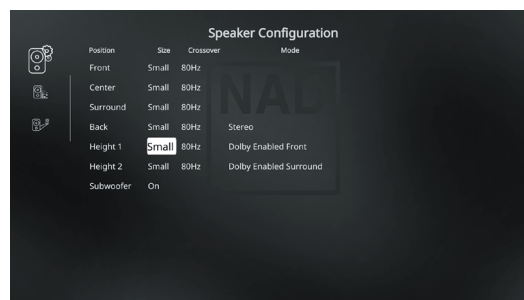 Speaker Configuration
Position Size Crossover Mode
Front Small 80Hz
Center Small 80Hz
Surround Small 80Hz
Back Small 80Hz Stereo
Height 1 Small 80Hz Dolby Enabled Front
Height 2 Small 80Hz Dolby Enabled Surround
Subwoofer On
NAD